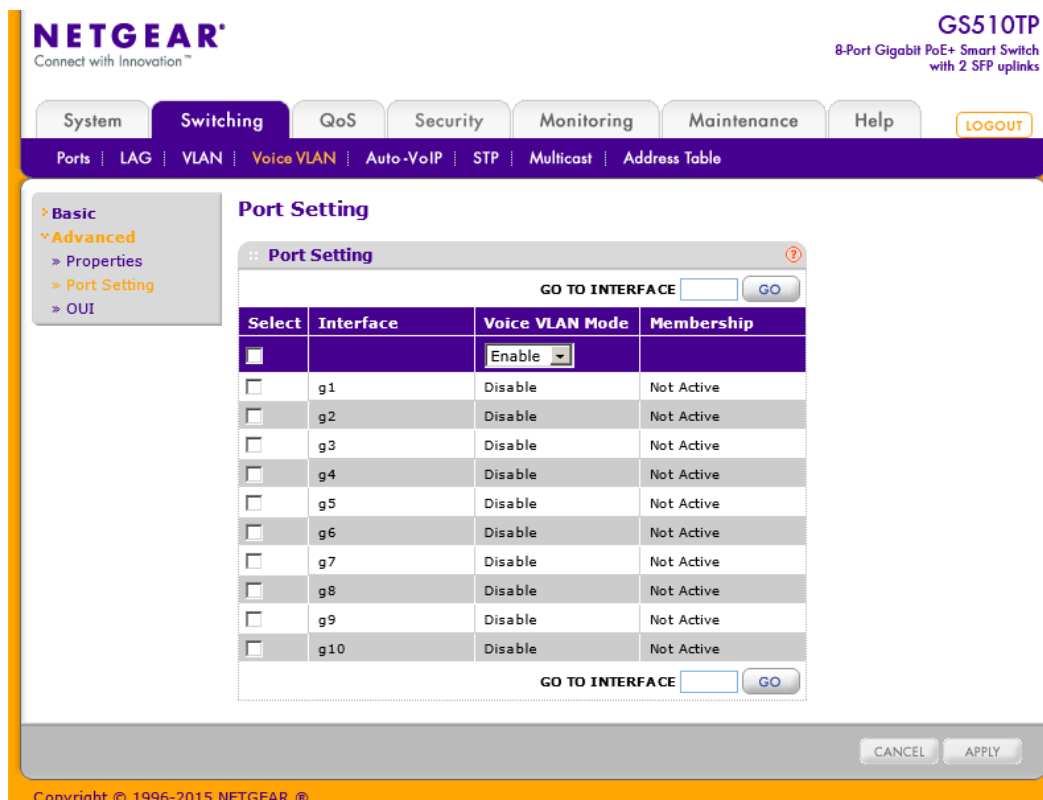 NETGEAR®
Connect with Innovation™
GS510TP
8-Port Gigabit PoE+ Smart Switch
with 2 SFP uplinks
System Switching QoS Security Monitoring Maintenance Help LOGOUT
Ports LAG VLAN Voice VLAN Auto-VoIP STP Multicast Address Table
Basic
Advanced
» Properties
» Port Setting
» OUI
Port Setting
Port Setting ?
GO TO INTERFACE GO
Select Interface Voice VLAN Mode Membership
Enable
g1 Disable Not Active
g2 Disable Not Active
g3 Disable Not Active
g4 Disable Not Active
g5 Disable Not Active
g6 Disable Not Active
g7 Disable Not Active
g8 Disable Not Active
g9 Disable Not Active
g10 Disable Not Active
GO TO INTERFACE GO
CANCEL APPLY
Copyright © 1996-2015 NETGEAR ®